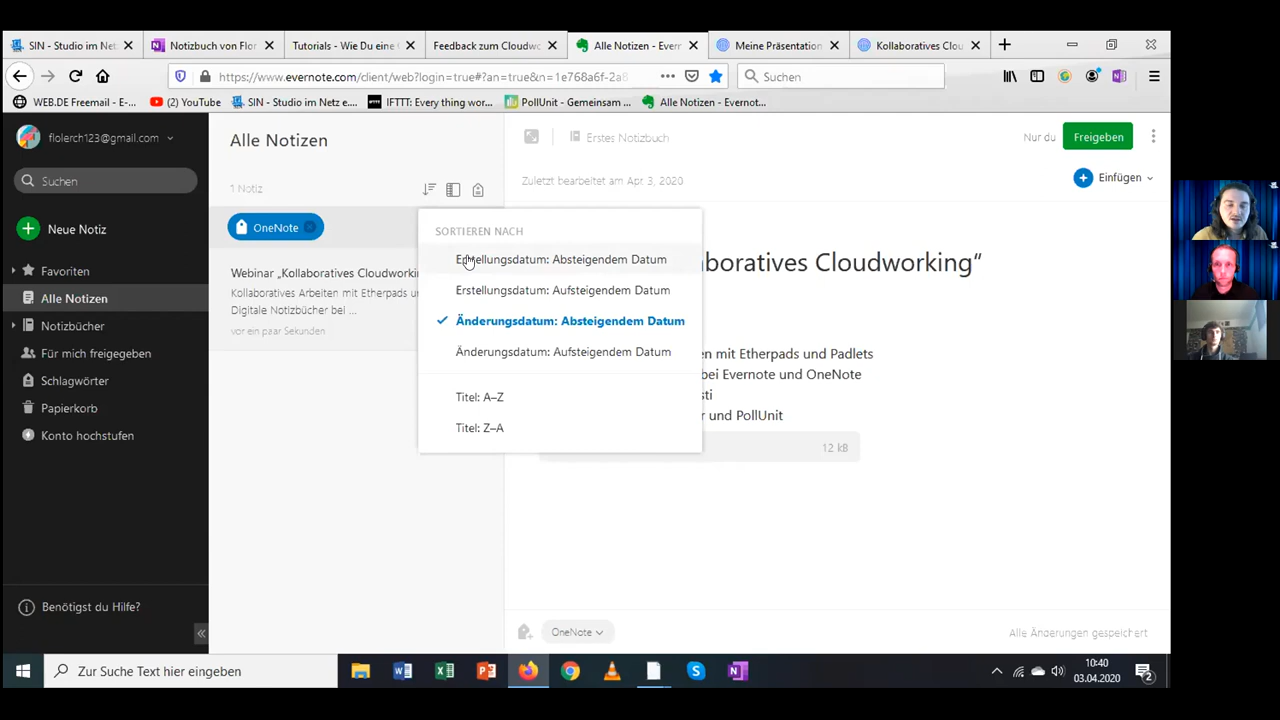 SIN - Studio im Net
Notizbuch von Flor
Tutorials - Wie Du eine
Feedback zum Cloudw
Alle Notizen - Ever
Meine Präsentation
Kollaboratives Clou
https://www.evernote.com/client/web?login=true#?an=true&n=1e768a6f-2a8
Suchen
WEB.DE Freemail - E-...
(2) YouTube
SIN - Studio im Netz e....
IFTTT: Every thing wor...
PollUnit - Gemeinsam ...
Alle Notizen - Evernot...
flolerch123@gmail.com
Suchen
Neue Notiz
Favoriten
Alle Notizen
Notizbücher
Für mich freigegeben
Schlagwörter
Papierkorb
Konto hochstufen
Benötigst du Hilfe?
Alle Notizen
1 Notiz
OneNote
Webinar „Kollaboratives Cloudworkin
Kollaboratives Arbeiten mit Etherpads u
Digitale Notizbücher bei ...
vor ein paar Sekunden
SORTIEREN NACH
Erstellungsdatum: Absteigendem Datum
Erstellungsdatum: Aufsteigendem Datum
Änderungsdatum: Absteigendem Datum
Änderungsdatum: Aufsteigendem Datum
Titel: A–Z
Titel: Z–A
Erstes Notizbuch
Nur du
Freigeben
Zuletzt bearbeitet am Apr. 3, 2020
Einfügen
aboratives Cloudworking“
en mit Etherpads und Padlets
bei Evernote und OneNote
sti
r und PollUnit
12 kB
OneNote
Alle Änderungen gespeichert
Zur Suche Text hier eingeben
10:40
03.04.2020
2